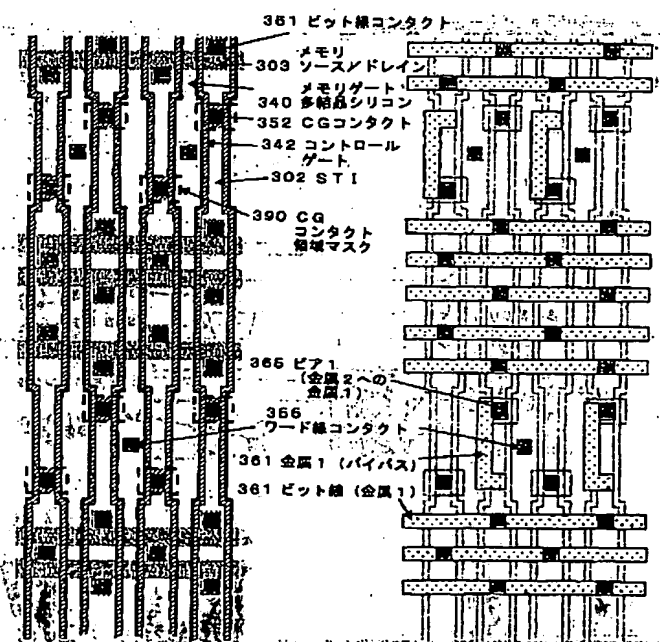 351 ビット線コンタクト
メモリ
303 ソース/ドレイン
メモリゲート
340 多結晶シリコン
352 CGコンタクト
342 コントロール
ゲート
302 STI
390 CG
コンタクト
領域マスク
365 ビア1
(金属2への
金属1)
356
ワード線コンタクト
361 金属1 (バイパス)
361 ビット線 (金属1)